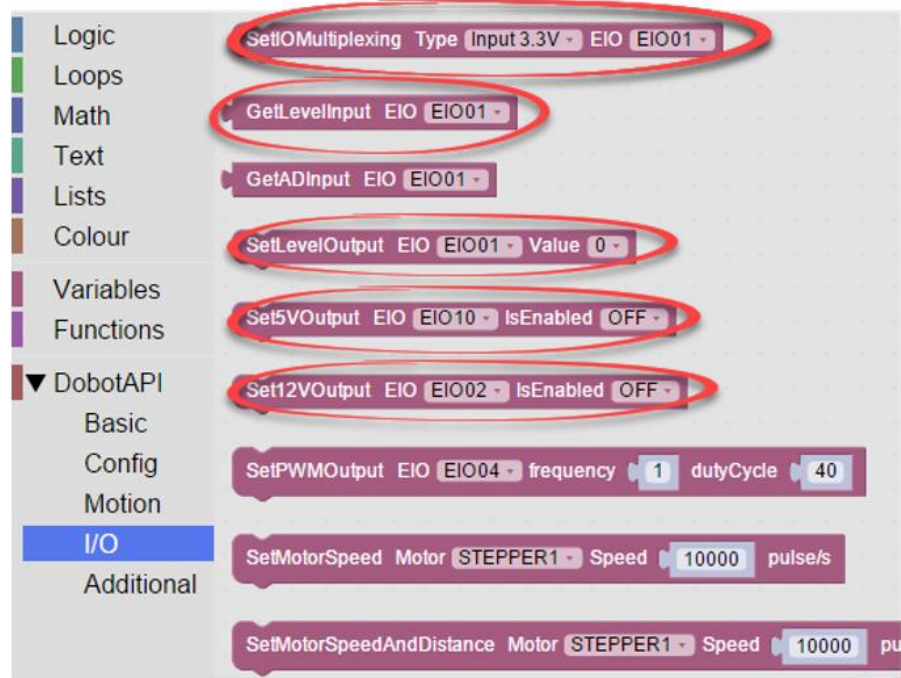 Logic
Loops
Math
Text
Lists
Colour
Variables
Functions
▼ DobotAPI
Basic
Config
Motion
I/O
Additional
SetIOMultiplexing Type Input 3.3V EIO EIO01
GetLevelInput EIO EIO01
GetADInput EIO EIO01
SetLevelOutput EIO EIO01 Value 0
Set5VOutput EIO EIO10 IsEnabled OFF
Set12VOutput EIO EIO02 IsEnabled OFF
SetPWMOutput EIO EIO04 frequency 1 dutyCycle 40
SetMotorSpeed Motor STEPPER1 Speed 10000 pulse/s
SetMotorSpeedAndDistance Motor STEPPER1 Speed 10000 pu